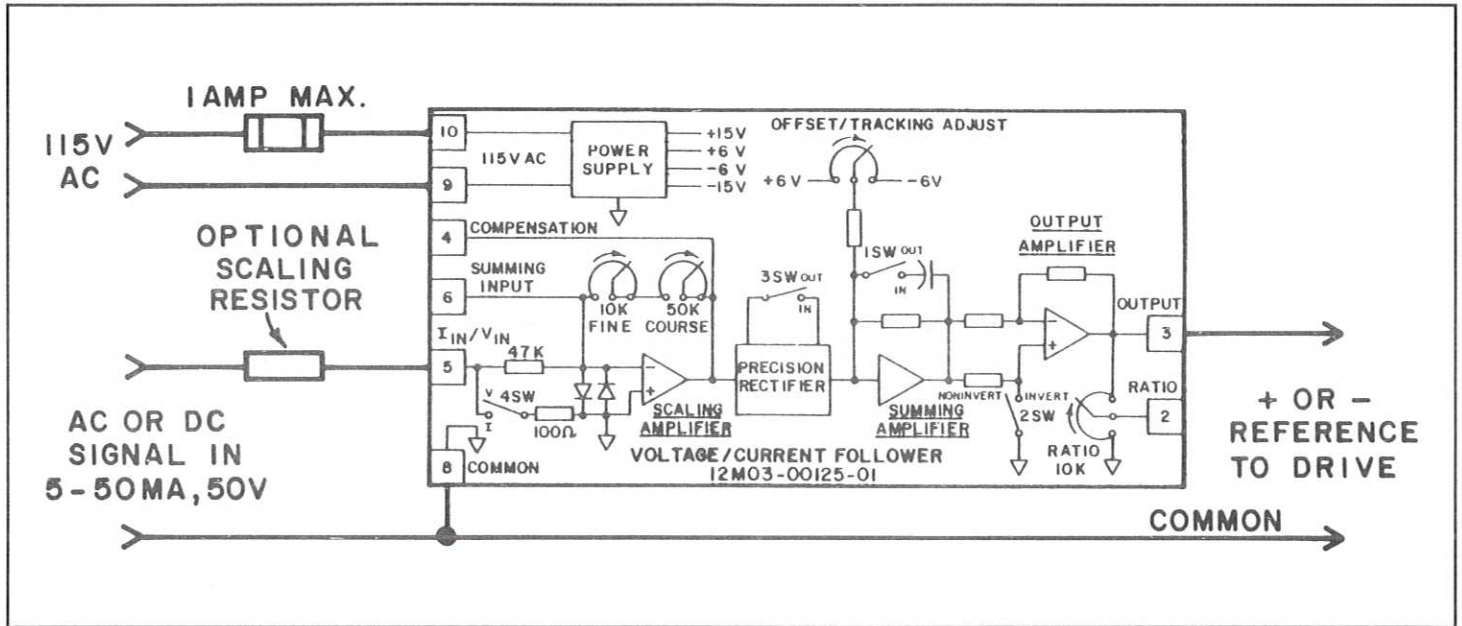 1 AMP MAX.
115V
AC
10
9
115V AC
POWER
SUPPLY
+15V
+6 V
-6 V
-15V
OFFSET/TRACKING ADJUST
+6V
-6V
OPTIONAL
SCALING
RESISTOR
4
COMPENSATION
6
SUMMING
INPUT
10K
FINE
50K
COURSE
3SW OUT
IN
1SW OUT
IN
OUTPUT
AMPLIFIER
OUTPUT
3
I IN/V IN
5
47K
V
4SW
I
100Ω
-
+
SCALING
AMPLIFIER
PRECISION
RECTIFIER
SUMMING
AMPLIFIER
-
+
NONINVERT
INVERT
2SW
RATIO
2
RATIO
10K
8
COMMON
VOLTAGE/CURRENT FOLLOWER
12M03-00125-01
AC OR DC
SIGNAL IN
5-50MA, 50V
+ OR -
REFERENCE
TO DRIVE
COMMON